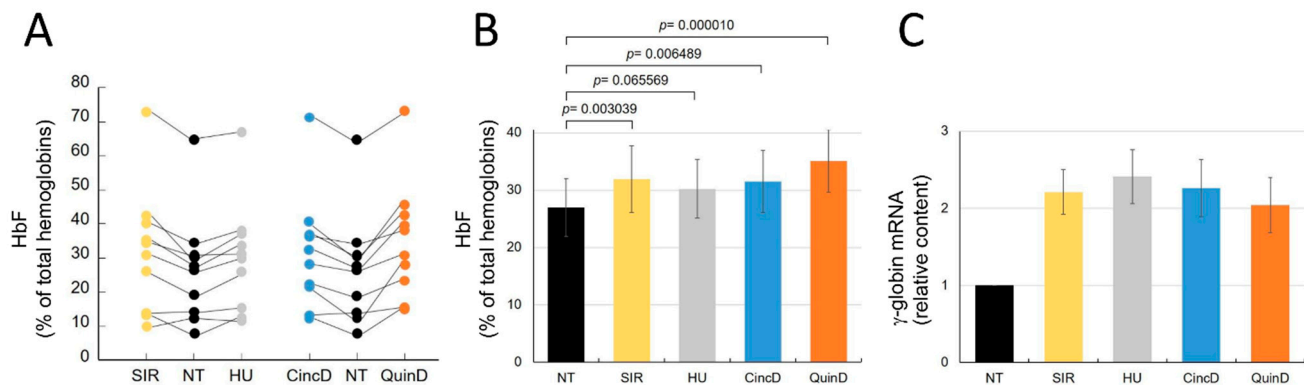 A
HbF
(% of total hemoglobins)
80
70
60
50
40
30
20
10
0
SIR NT HU CincD NT QuinD
B
p= 0.000010
p= 0.006489
p= 0.065569
p= 0.003039
HbF
(% of total hemoglobins)
40
30
20
10
0
NT SIR HU CincD QuinD
C
γ-globin mRNA
(relative content)
3
2
1
0
NT SIR HU CincD QuinD